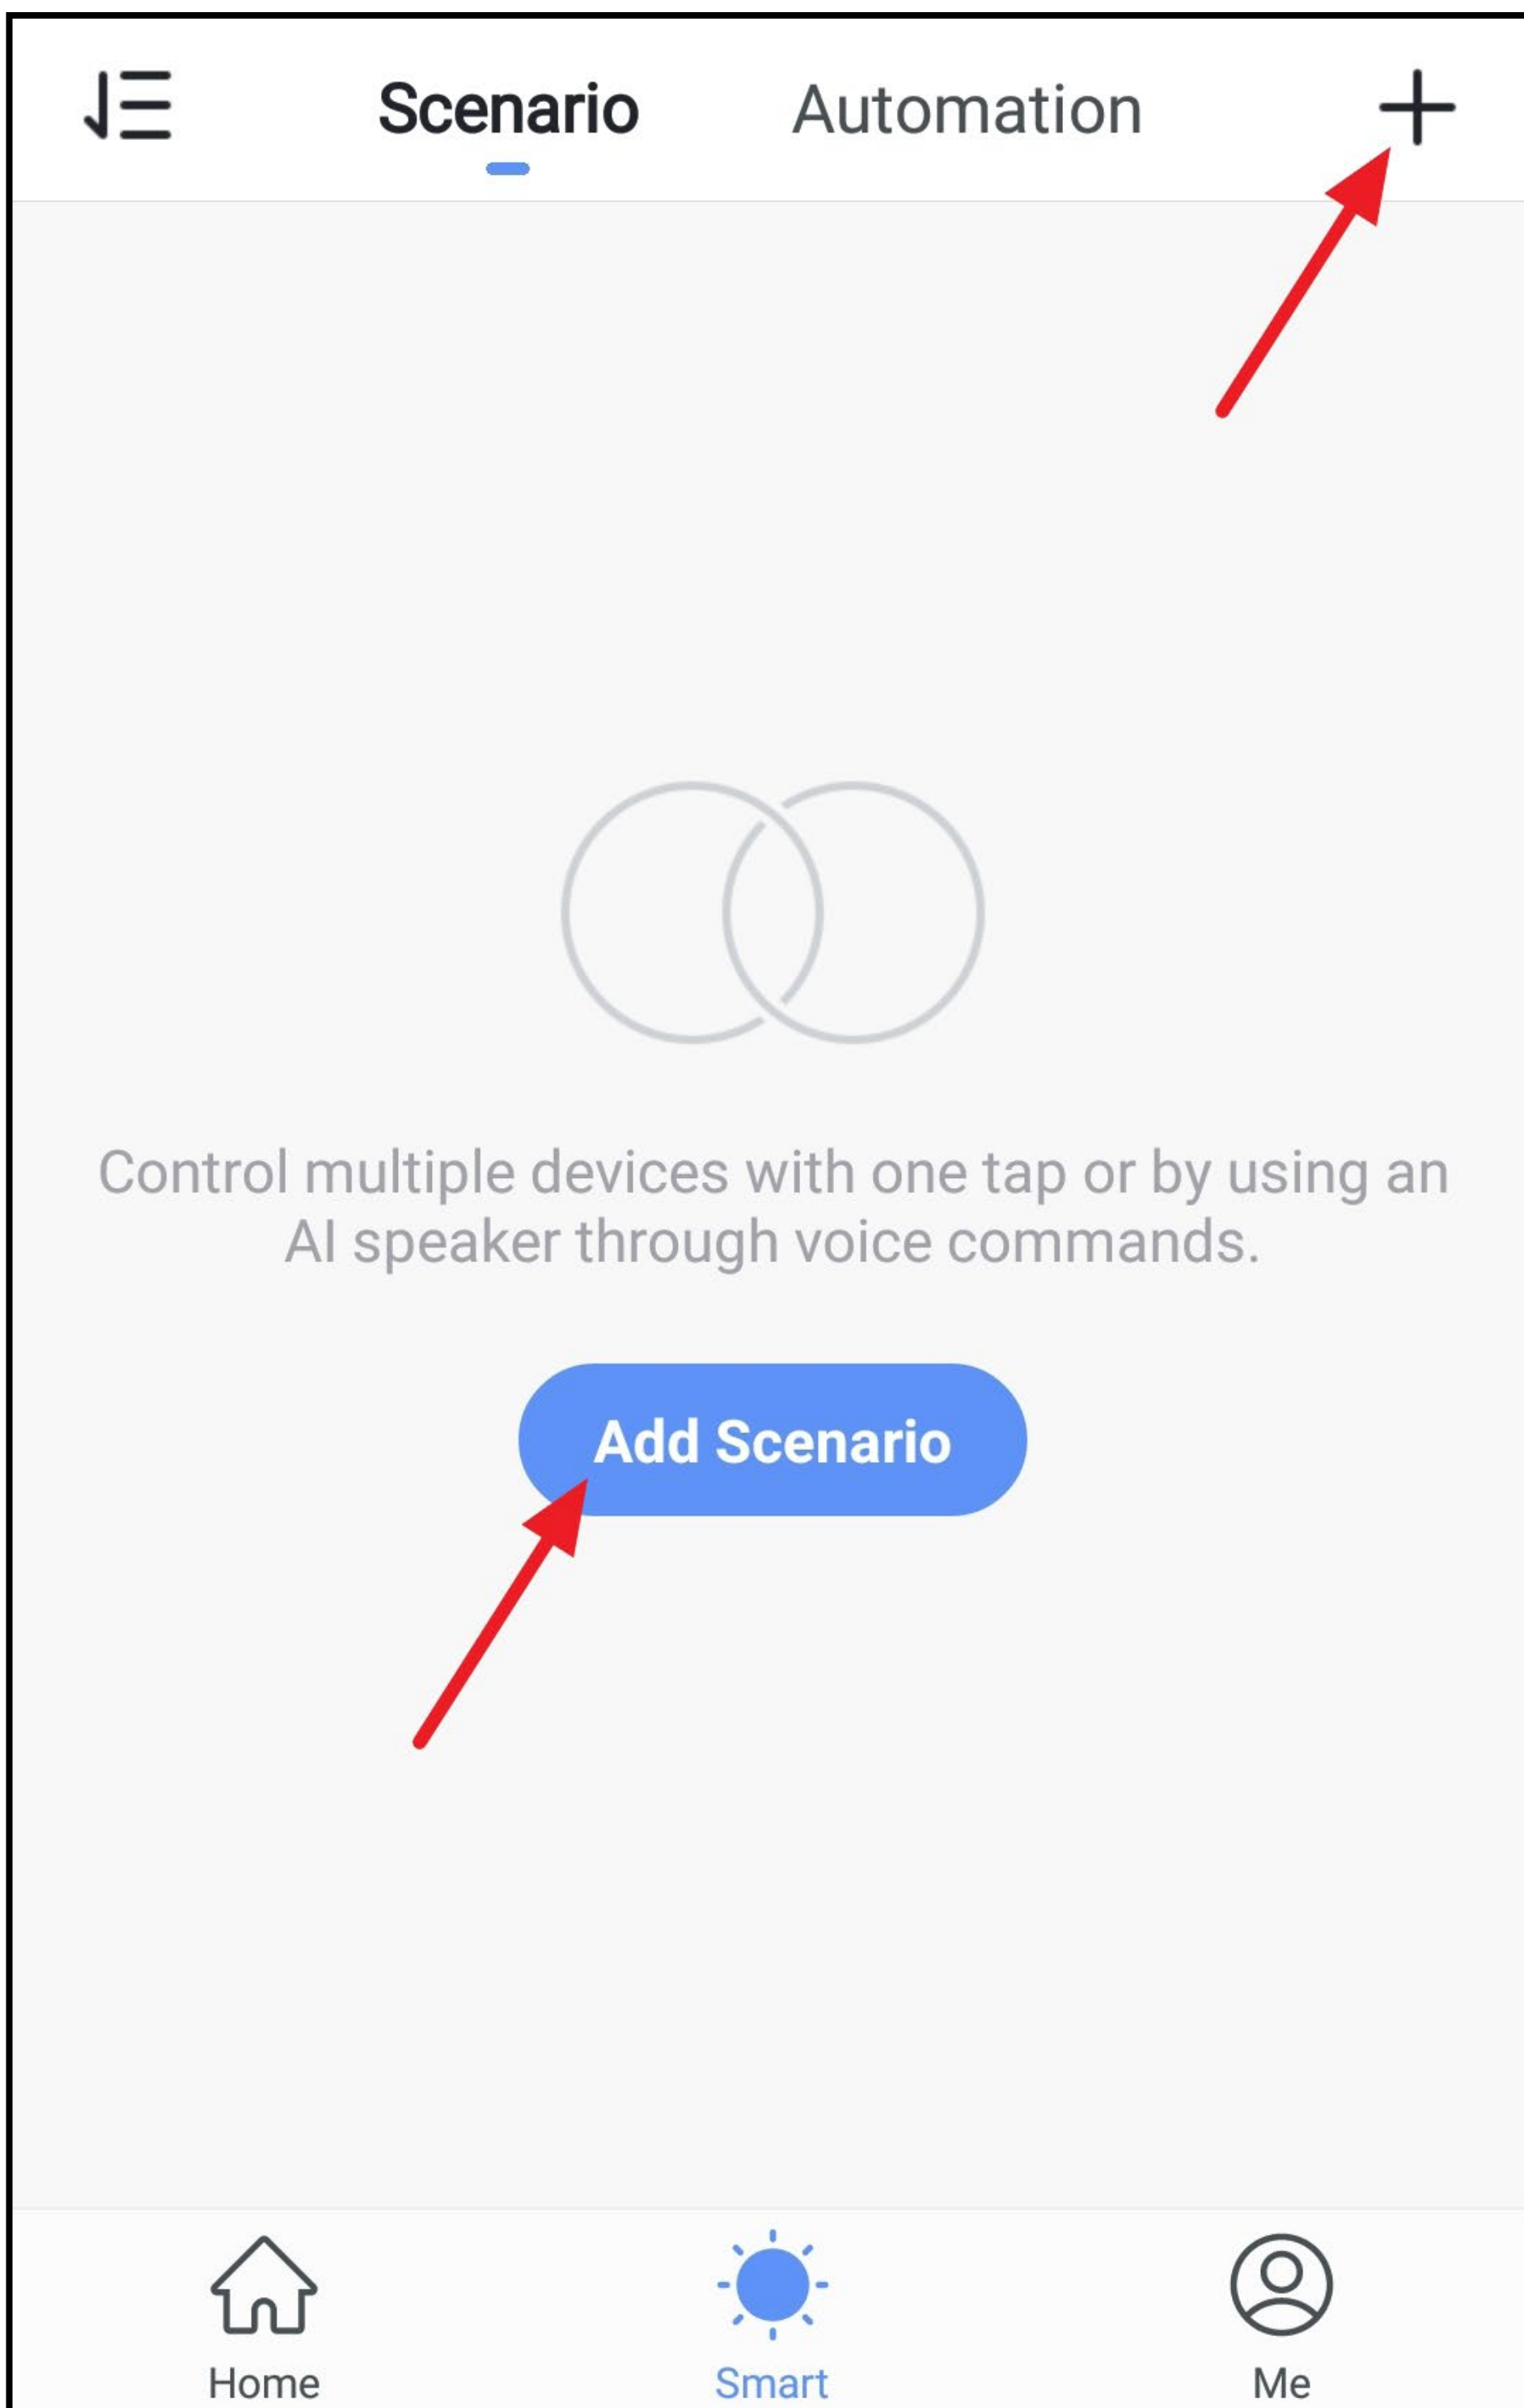 Scenario Automation
Control multiple devices with one tap or by using an
AI speaker through voice commands.
Add Scenario
Home Smart Me